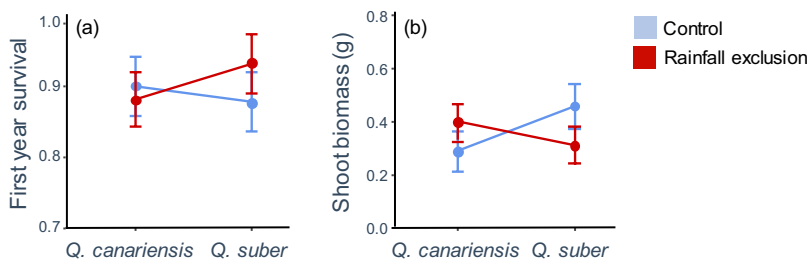 (a)
First year survival
1.0
0.9
0.8
0.7
Q. canariensis
Q. suber
(b)
Shoot biomass (g)
0.8
0.6
0.4
0.2
0.0
Q. canariensis
Q. suber
Control
Rainfall exclusion